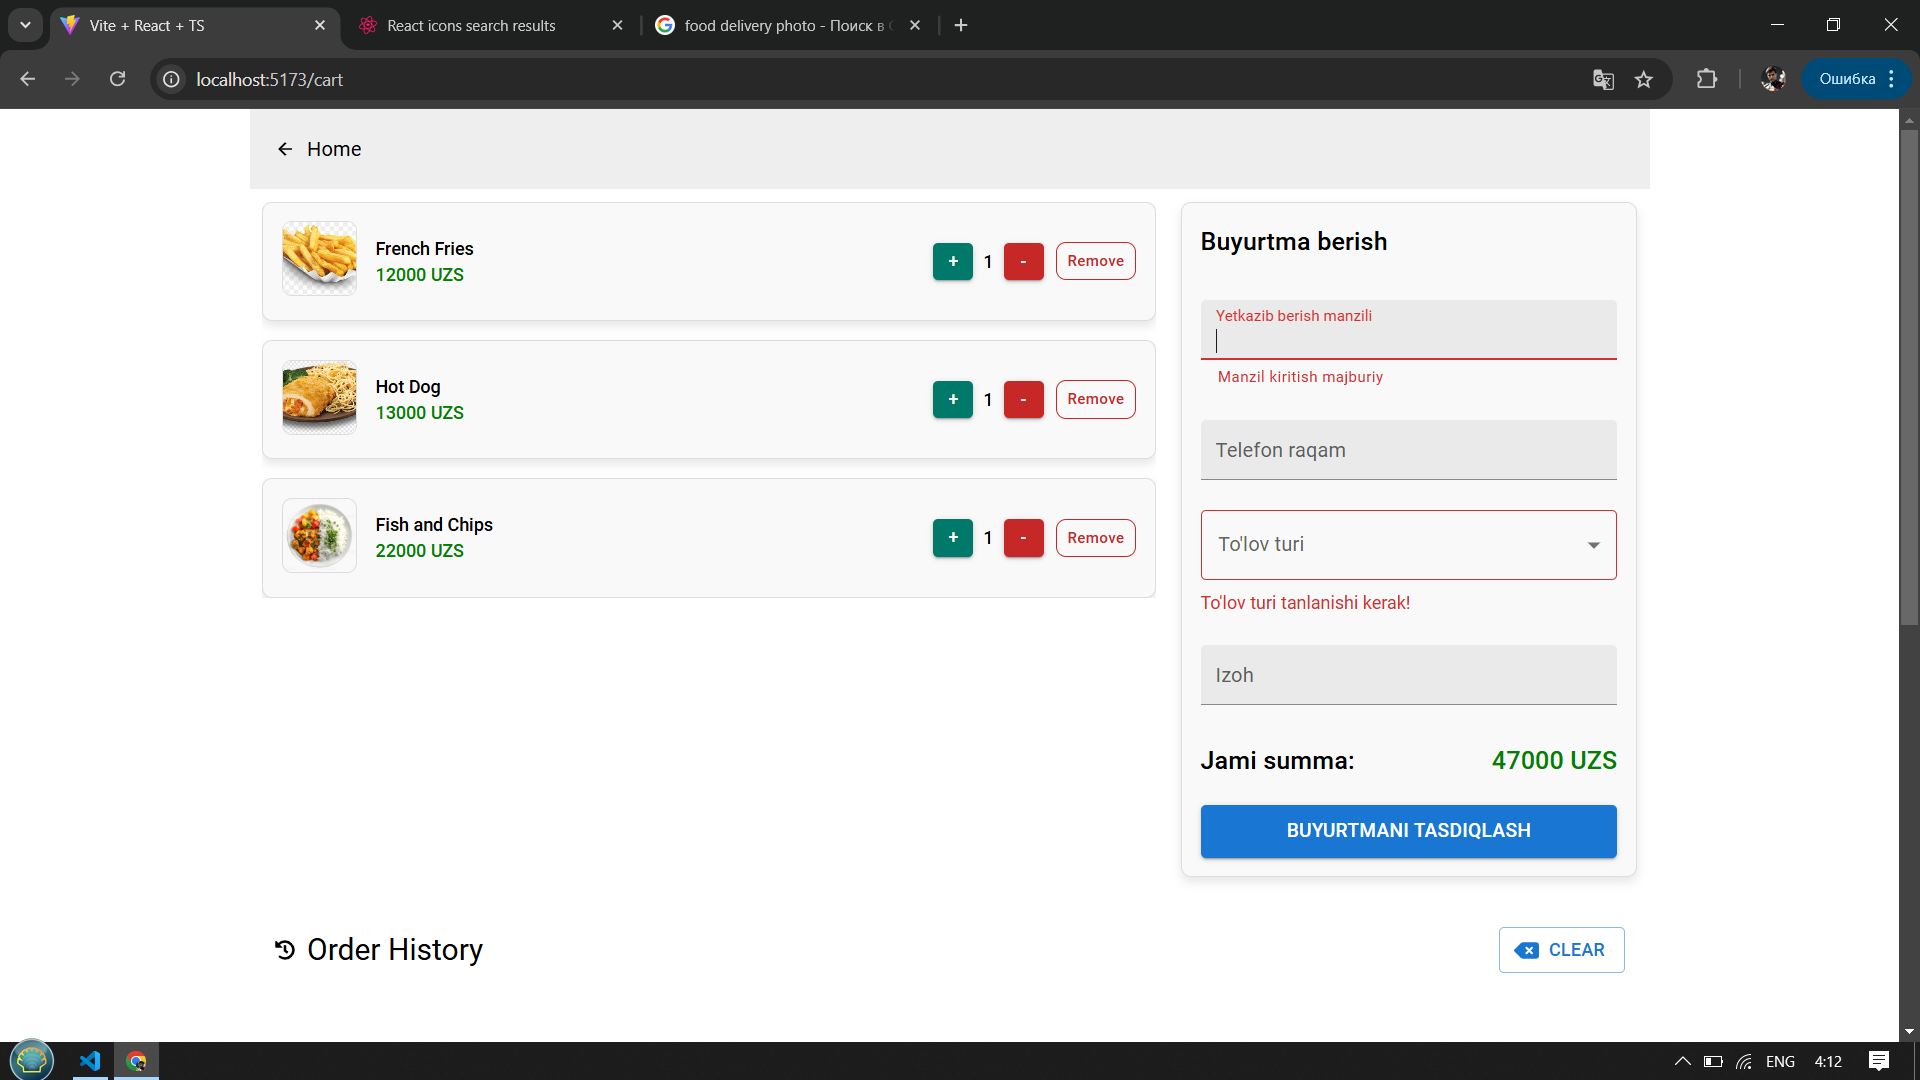 Vite + React + TS
React icons search results
food delivery photo - Поиск в
localhost:5173/cart
Ошибка
Home
French Fries
12000 UZS
+ 1 - Remove
Hot Dog
13000 UZS
+ 1 - Remove
Fish and Chips
22000 UZS
+ 1 - Remove
Buyurtma berish
Yetkazib berish manzili
Manzil kiritish majburiy
Telefon raqam
To'lov turi
To'lov turi tanlanishi kerak!
Izoh
Jami summa: 47000 UZS
BUYURTMANI TASDIQLASH
Order History
CLEAR
ENG 4:12